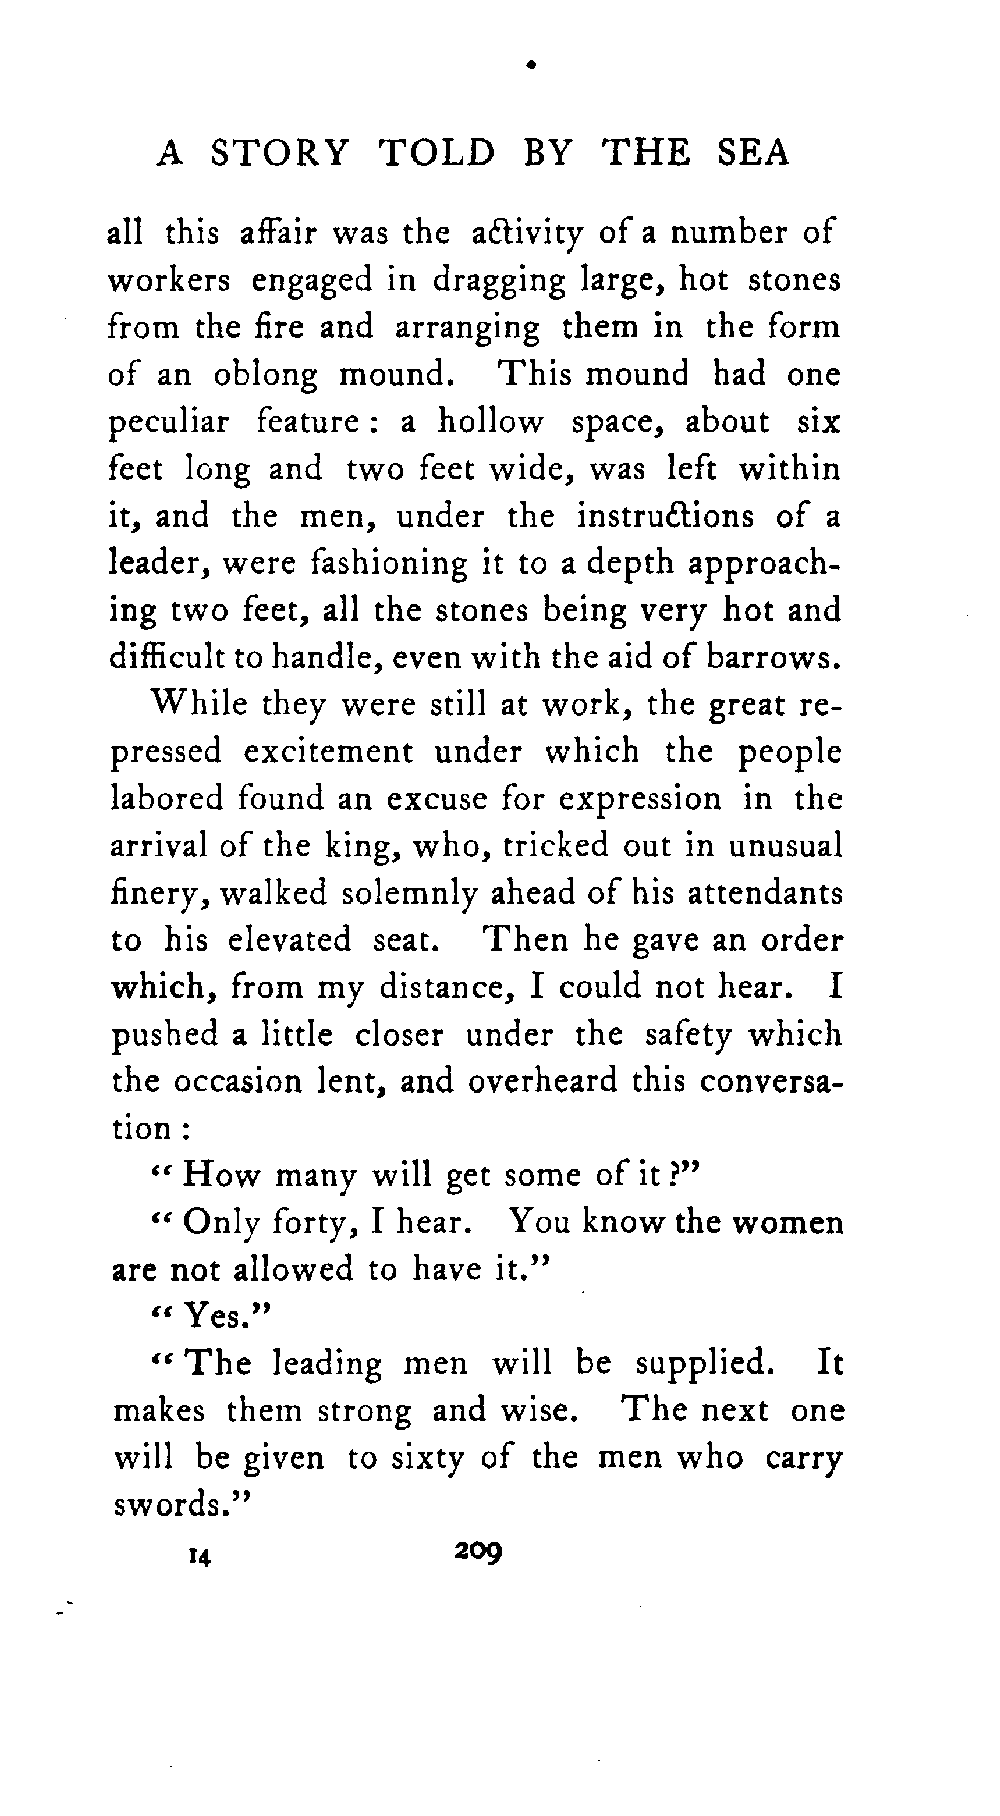 A STORY TOLD BY THE SEA
all this affair was the activity of a number of
workers engaged in dragging large, hot stones
from the fire and arranging them in the form
of an oblong mound. This mound had one
peculiar feature : a hollow space, about six
feet long and two feet wide, was left within
it, and the men, under the instructions of a
leader, were fashioning it to a depth approach-
ing two feet, all the stones being very hot and
difficult to handle, even with the aid of barrows.
While they were still at work, the great re-
pressed excitement under which the people
labored found an excuse for expression in the
arrival of the king, who, tricked out in unusual
finery, walked solemnly ahead of his attendants
to his elevated seat. Then he gave an order
which, from my distance, I could not hear. I
pushed a little closer under the safety which
the occasion lent, and overheard this conversa-
tion :
“ How many will get some of it ?”
“ Only forty, I hear. You know the women
are not allowed to have it.”
“ Yes.”
“ The leading men will be supplied. It
makes them strong and wise. The next one
will be given to sixty of the men who carry
swords.”
14 209